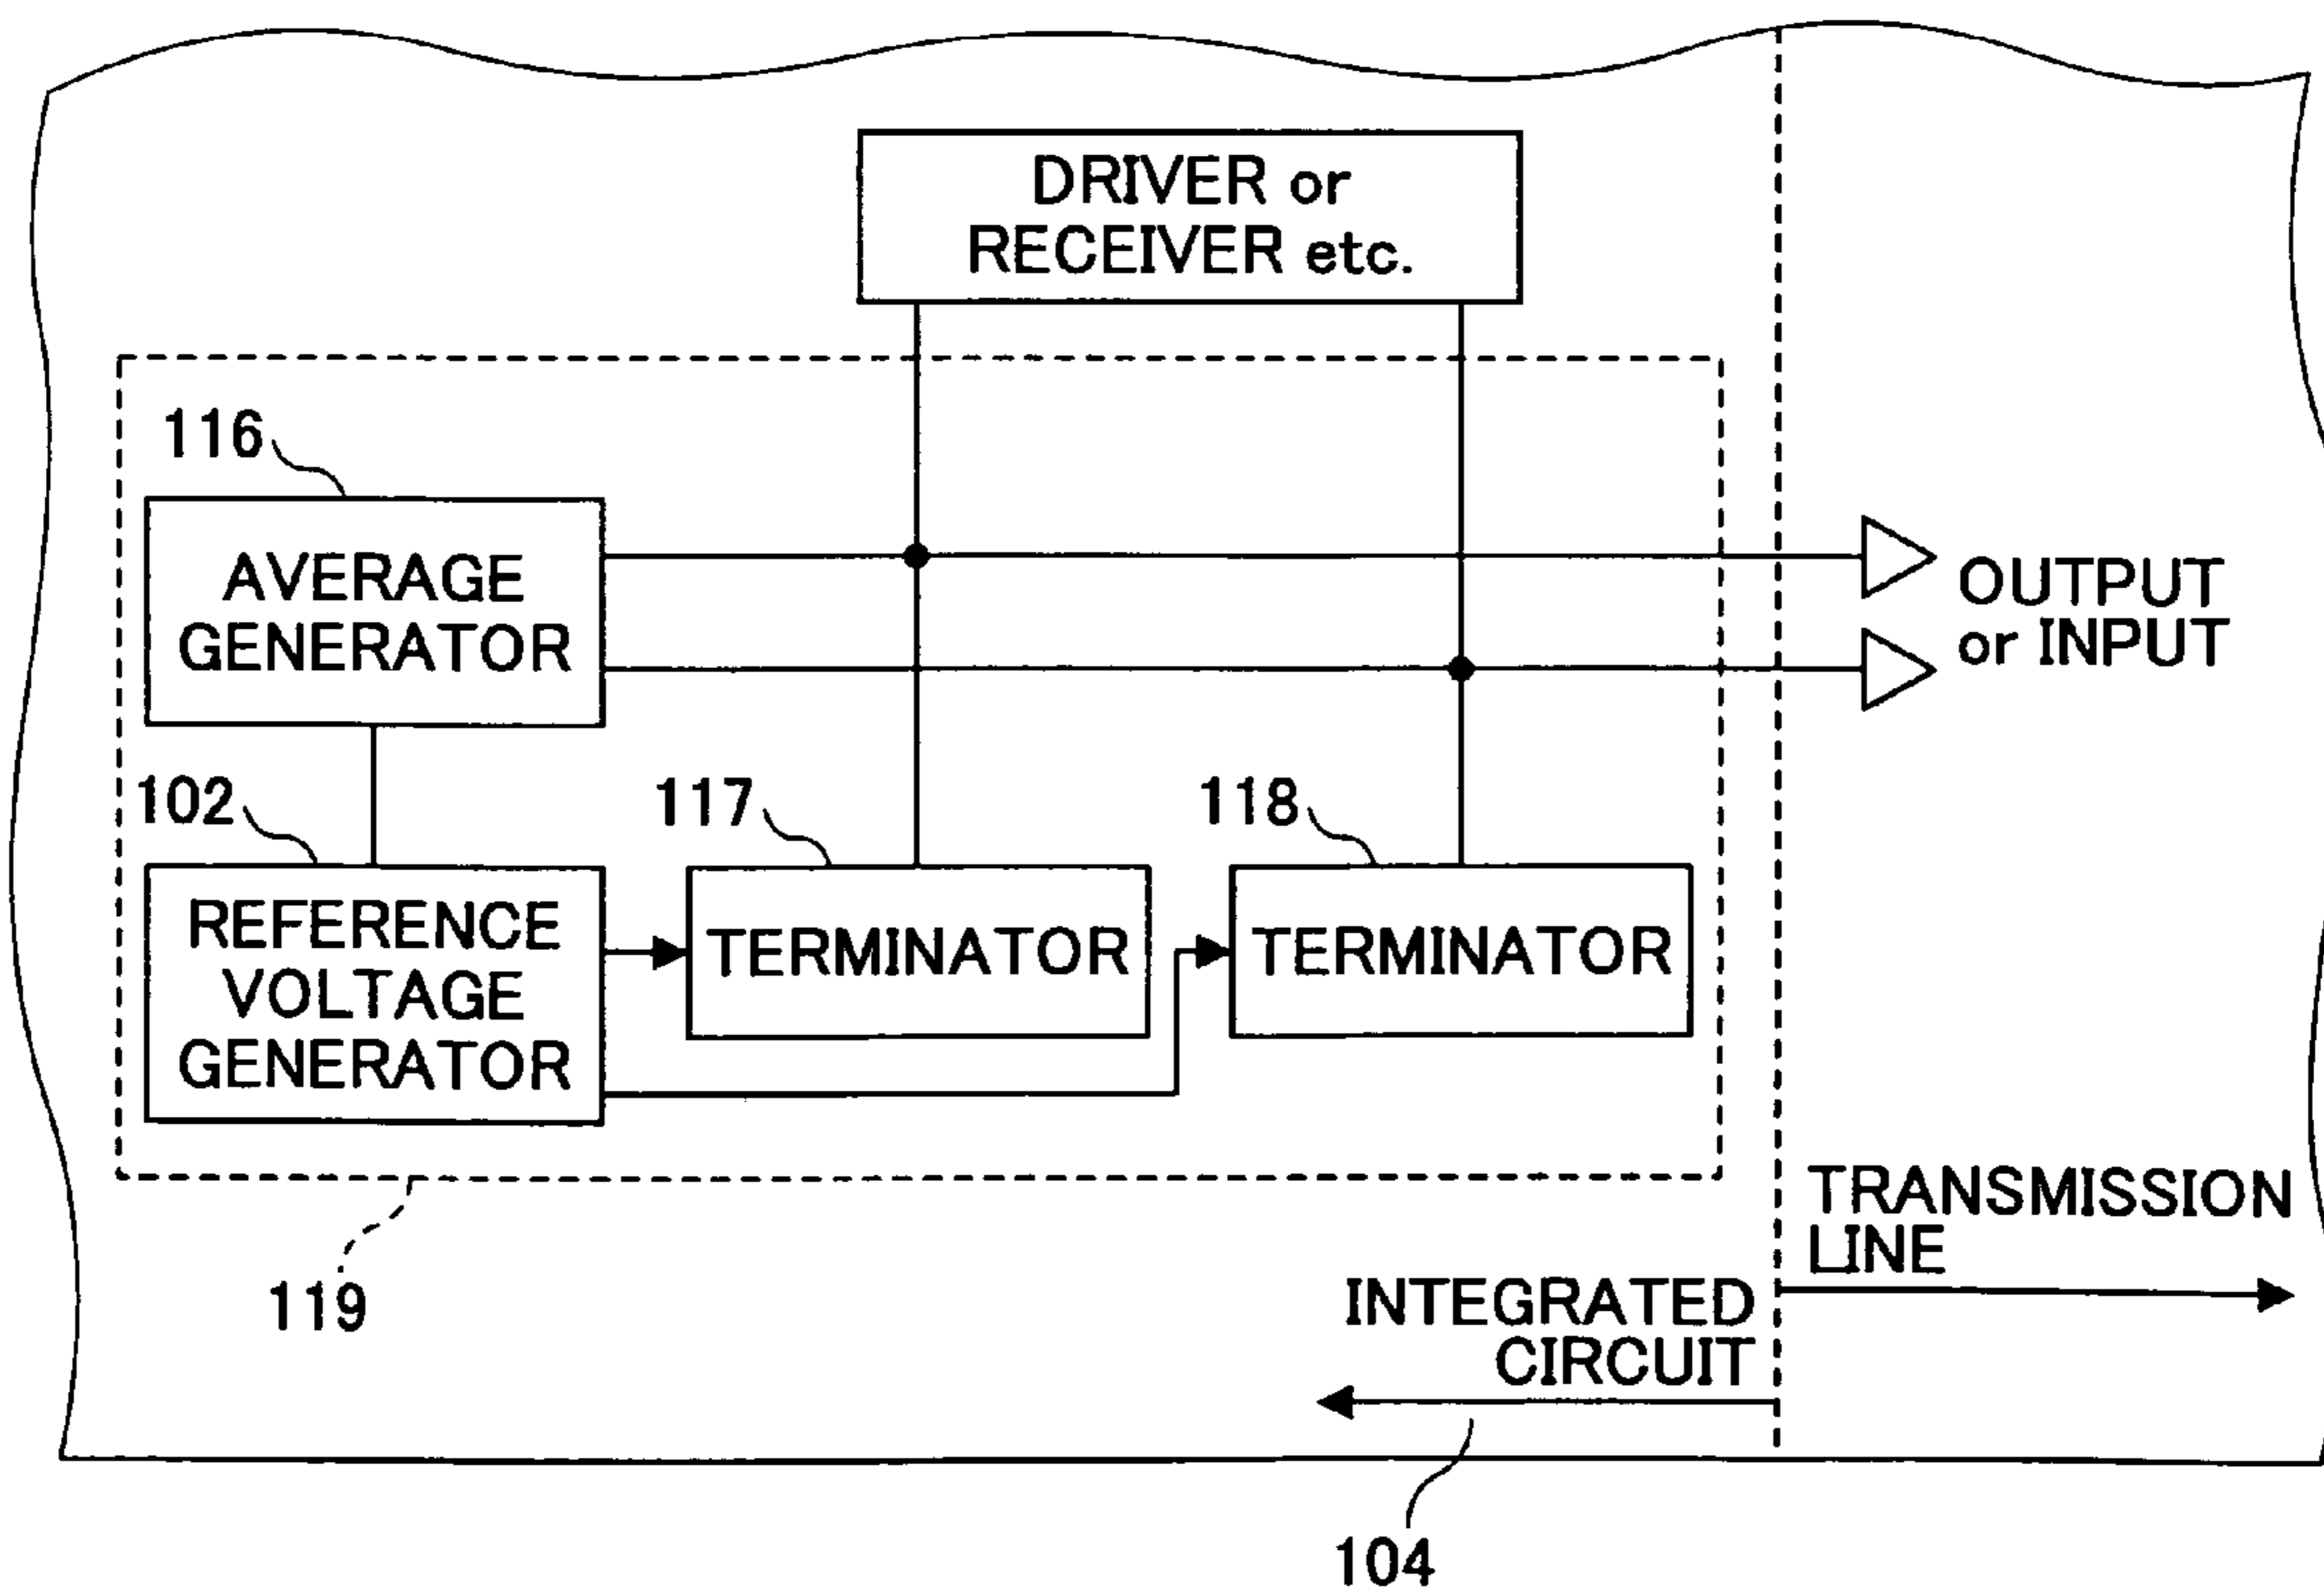 DRIVER or
RECEIVER etc.
116
AVERAGE
GENERATOR
OUTPUT
or INPUT
102
117
118
REFERENCE
VOLTAGE
GENERATOR
TERMINATOR
TERMINATOR
119
TRANSMISSION
LINE
INTEGRATED
CIRCUIT
104